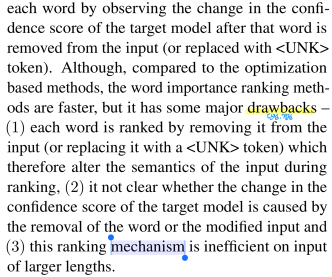 each word by observing the change in the confi-
dence score of the target model after that word is
removed from the input (or replaced with <UNK>
token). Although, compared to the optimization
based methods, the word importance ranking meth-
ods are faster, but it has some major drawbacks –
(1) each word is ranked by removing it from the
input (or replacing it with a <UNK> token) which
therefore alter the semantics of the input during
ranking, (2) it not clear whether the change in the
confidence score of the target model is caused by
the removal of the word or the modified input and
(3) this ranking mechanism is inefficient on input
of larger lengths.